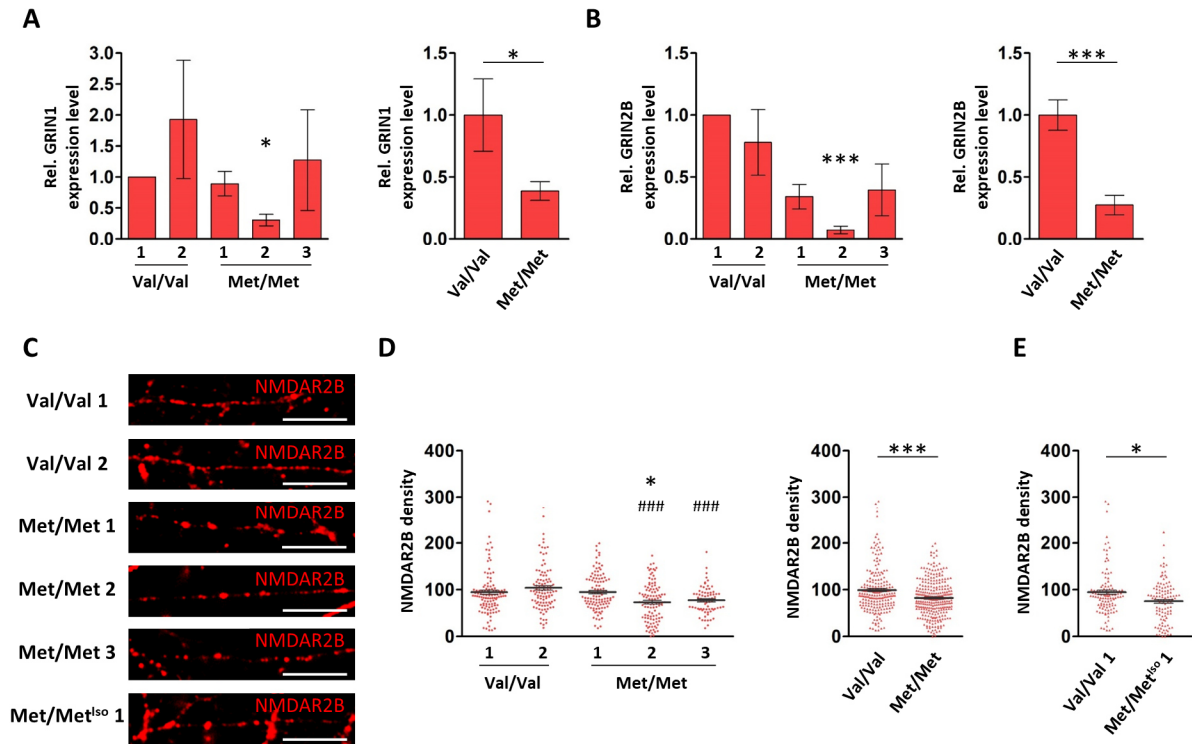 A
Rel. GRIN1
expression level
3.0
2.5
2.0
1.5
1.0
0.5
0.0
*
1 2 1 2 3
Val/Val Met/Met
Rel. GRIN1
expression level
1.5
1.0
0.5
0.0
*
Val/Val
Met/Met
B
Rel. GRIN2B
expression level
1.5
1.0
0.5
0.0
***
1 2 1 2 3
Val/Val Met/Met
Rel. GRIN2B
expression level
1.5
1.0
0.5
0.0
***
Val/Val
Met/Met
C
Val/Val 1 NMDAR2B
Val/Val 2 NMDAR2B
Met/Met 1 NMDAR2B
Met/Met 2 NMDAR2B
Met/Met 3 NMDAR2B
Met/Met^Iso 1 NMDAR2B
D
NMDAR2B density
400
300
200
100
0
*
### ###
1 2 1 2 3
Val/Val Met/Met
NMDAR2B density
400
300
200
100
0
***
Val/Val
Met/Met
E
NMDAR2B density
400
300
200
100
0
*
Val/Val 1
Met/Met^Iso 1